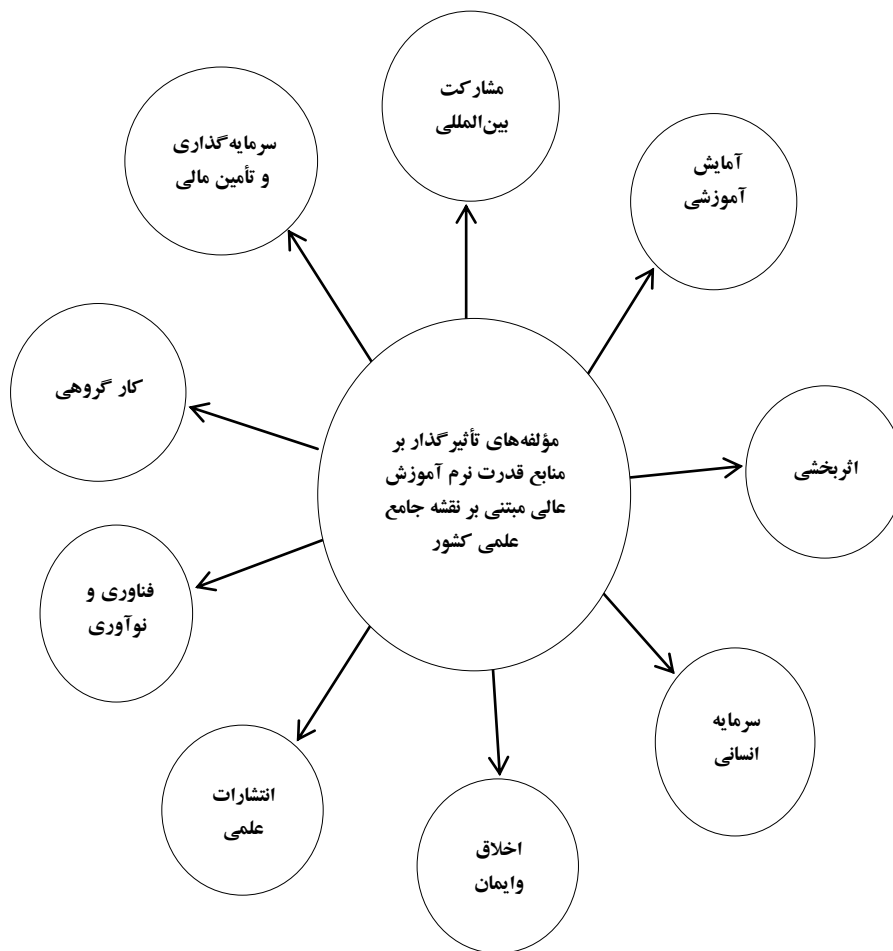 مشارکت
بین‌المللی
آمایش
آموزشی
سرمایه‌گذاری
و تأمین مالی
کار گروهی
مؤلفه‌های تأثیرگذار بر
منابع قدرت نرم آموزش
عالی مبتنی بر نقشه جامع
علمی کشور
اثربخشی
فناوری و
نوآوری
سرمایه
انسانی
انتشارات
علمی
اخلاق
وایمان